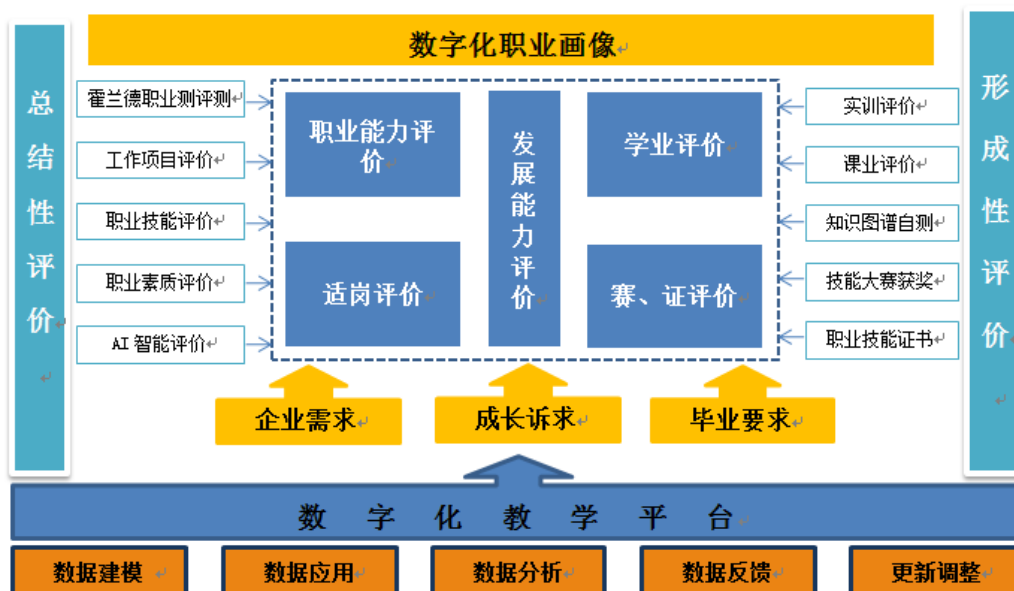 数字化职业画像
总结性评价
霍兰德职业测评测
工作项目评价
职业技能评价
职业素质评价
AI 智能评价
职业能力评
价
适岗评价
发展能力评价
学业评价
赛、证评价
实训评价
课业评价
知识图谱自测
技能大赛获奖
职业技能证书
形成性评价
企业需求
成长诉求
毕业要求
数字化教学平台
数据建模
数据应用
数据分析
数据反馈
更新调整